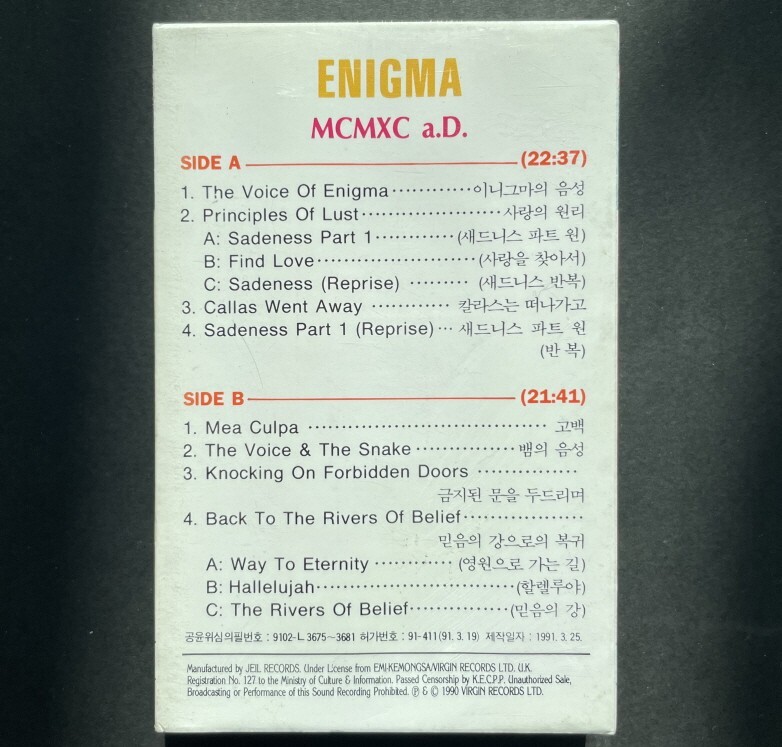 ENIGMA
MCMXC a.D.
SIDE A (22:37)
1. The Voice Of Enigma············이니그마의 음성
2. Principles Of Lust·····················사랑의 원리
A: Sadeness Part 1············(새드니스 파트 원)
B: Find Love························(사랑을 찾아서)
C: Sadeness (Reprise) ········· (새드니스 반복)
3. Callas Went Away ············ 칼라스는 떠나가고
4. Sadeness Part 1 (Reprise)··· 새드니스 파트 원
(반 복)
SIDE B (21:41)
1. Mea Culpa ··································· 고백
2. The Voice & The Snake···············뱀의 음성
3. Knocking On Forbidden Doors ···············
금지된 문을 두드리며
4. Back To The Rivers Of Belief··················
믿음의 강으로의 복귀
A: Way To Eternity ············ (영원으로 가는 길)
B: Hallelujah······························(할렐루야)
C: The Rivers Of Belief···············(믿음의 강)
공윤위심의필번호 : 9102-L 3675~3681 허가번호 : 91-411(91. 3. 19) 제작일자 : 1991. 3. 25.
Manufactured by JEIL RECORDS. Under License from EMI-KEMONGSA/VIRGIN RECORDS LTD. U.K.
Registration No. 127 to the Ministry of Culture & Information. Passed Censorship by K.E.C.P.P. Unauthorized Sale,
Broadcasting or Performance of this Sound Recording Prohibited. ℗ & © 1990 VIRGIN RECORDS LTD.